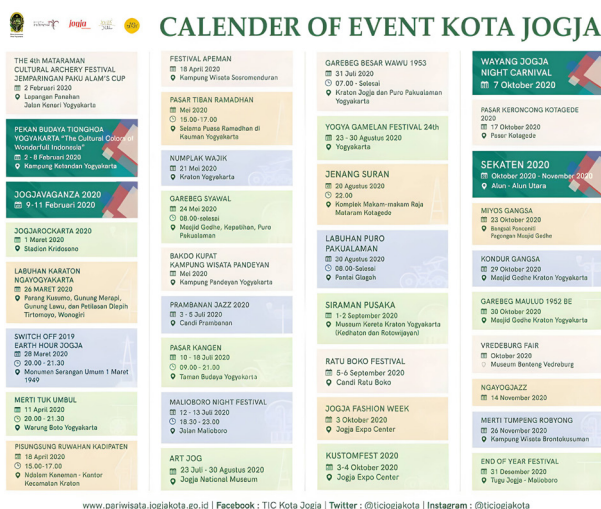 jogja
CALENDER OF EVENT KOTA JOGJA
THE 4th MATARAMAN
CULTURAL ARCHERY FESTIVAL
JEMPARINGAN PAKU ALAM'S CUP
2 Februari 2020
Lapangan Panahan
Jalan Kenari Yogyakarta
PEKAN BUDAYA TIONGHOA
YOGYAKARTA "The Cultural Colors of
Wonderfull Indonesia"
2 - 8 Februari 2020
Kampung Ketandan Yogyakarta
JOGJAVAGANZA 2020
9-11 Februari 2020
JOGJAROCKARTA 2020
1 Maret 2020
Stadion Kridosono
LABUHAN KARATON
NGAYOGYAKARTA
26 MARET 2020
Parang Kusumo, Gunung Merapi,
Gunung Lawu, dan Petilasan Dlepih
Tirtomoyo, Wonogiri
SWITCH OFF 2019
EARTH HOUR JOGJA
28 Maret 2020
20.00 - 21.30
Monumen Serangan Umum 1 Maret
1949
MERTI TUK UMBUL
11 April 2020
20.00 - 21.30
Warung Boto Yogyakarta
PISUNGSUNG RUWAHAN KADIPATEN
18 April 2020
15.00-17.00
Ndalem Kaneman - Kantor
Kecamatan Kraton
FESTIVAL APEMAN
18 April 2020
Kampung Wisata Sosromenduran
PASAR TIBAN RAMADHAN
Mei 2020
15.00-17.00
Selama Puasa Ramadhan di
Kauman Yogyakarta
NUMPLAK WAJIK
21 Mei 2020
Kraton Yogyakarta
GAREBEG SYAWAL
24 Mei 2020
08.00-selesai
Masjid Gedhe, Kepatihan, Puro
Pakualaman
BAKDO KUPAT
KAMPUNG WISATA PANDEYAN
Mei 2020
Kampung Pandeyan Yogyakarta
PRAMBANAN JAZZ 2020
3 - 5 Juli 2020
Candi Prambanan
PASAR KANGEN
10 - 18 Juli 2020
09.00 - 21.00
Taman Budaya Yogyakarta
MALIOBORO NIGHT FESTIVAL
12 - 13 Juli 2020
18.30 - 23.00
Jalan Malioboro
ART JOG
23 Juli - 30 Agustus 2020
Jogja National Museum
GAREBEG BESAR WAWU 1953
31 Juli 2020
07.00 - Selesai
Kraton Jogja dan Puro Pakualaman
Yogyakarta
YOGYA GAMELAN FESTIVAL 24th
23 - 30 Agustus 2020
Yogyakarta
JENANG SURAN
20 Agustus 2020
22.00
Komplek Makam-makam Raja
Mataram Kotagede
LABUHAN PURO
PAKUALAMAN
30 Agustus 2020
08.00-Selesai
Pantai Glagah
SIRAMAN PUSAKA
1-2 September 2020
Museum Kereta Kraton Yogyakarta
(Kedhaton dan Rotowijayan)
RATU BOKO FESTIVAL
5-6 September 2020
Candi Ratu Boko
JOGJA FASHION WEEK
3 Oktober 2020
Jogja Expo Center
KUSTOMFEST 2020
3-4 Oktober 2020
Jogja Expo Center
WAYANG JOGJA
NIGHT CARNIVAL
7 Oktober 2020
PASAR KERONCONG KOTAGEDE
2020
17 Oktober 2020
Pasar Kotagede
SEKATEN 2020
Oktober 2020 - November 2020
Alun - Alun Utara
MIYOS GANGSA
23 Oktober 2020
Bangsal Poncaniti
Pagongan Masjid Gedhe
KONDUR GANGSA
29 Oktober 2020
Masjid Gedhe Kraton Yogyakarta
GAREBEG MAULUD 1952 BE
30 Oktober 2020
Masjid Gedhe Kraton Yogyakarta
VREDEBURG FAIR
Oktober 2020
Museum Benteng Vedreburg
NGAYOGJAZZ
14 November 2020
MERTI TUMPENG ROBYONG
26 November 2020
Kampung Wisata Brontokusuman
END OF YEAR FESTIVAL
31 Desember 2020
Tugu Jogja - Malioboro
www.pariwisata.jogjakota.go.id | Facebook : TIC Kota Jogja | Twitter : @ticjogjakota | Instagram : @ticjogjakota